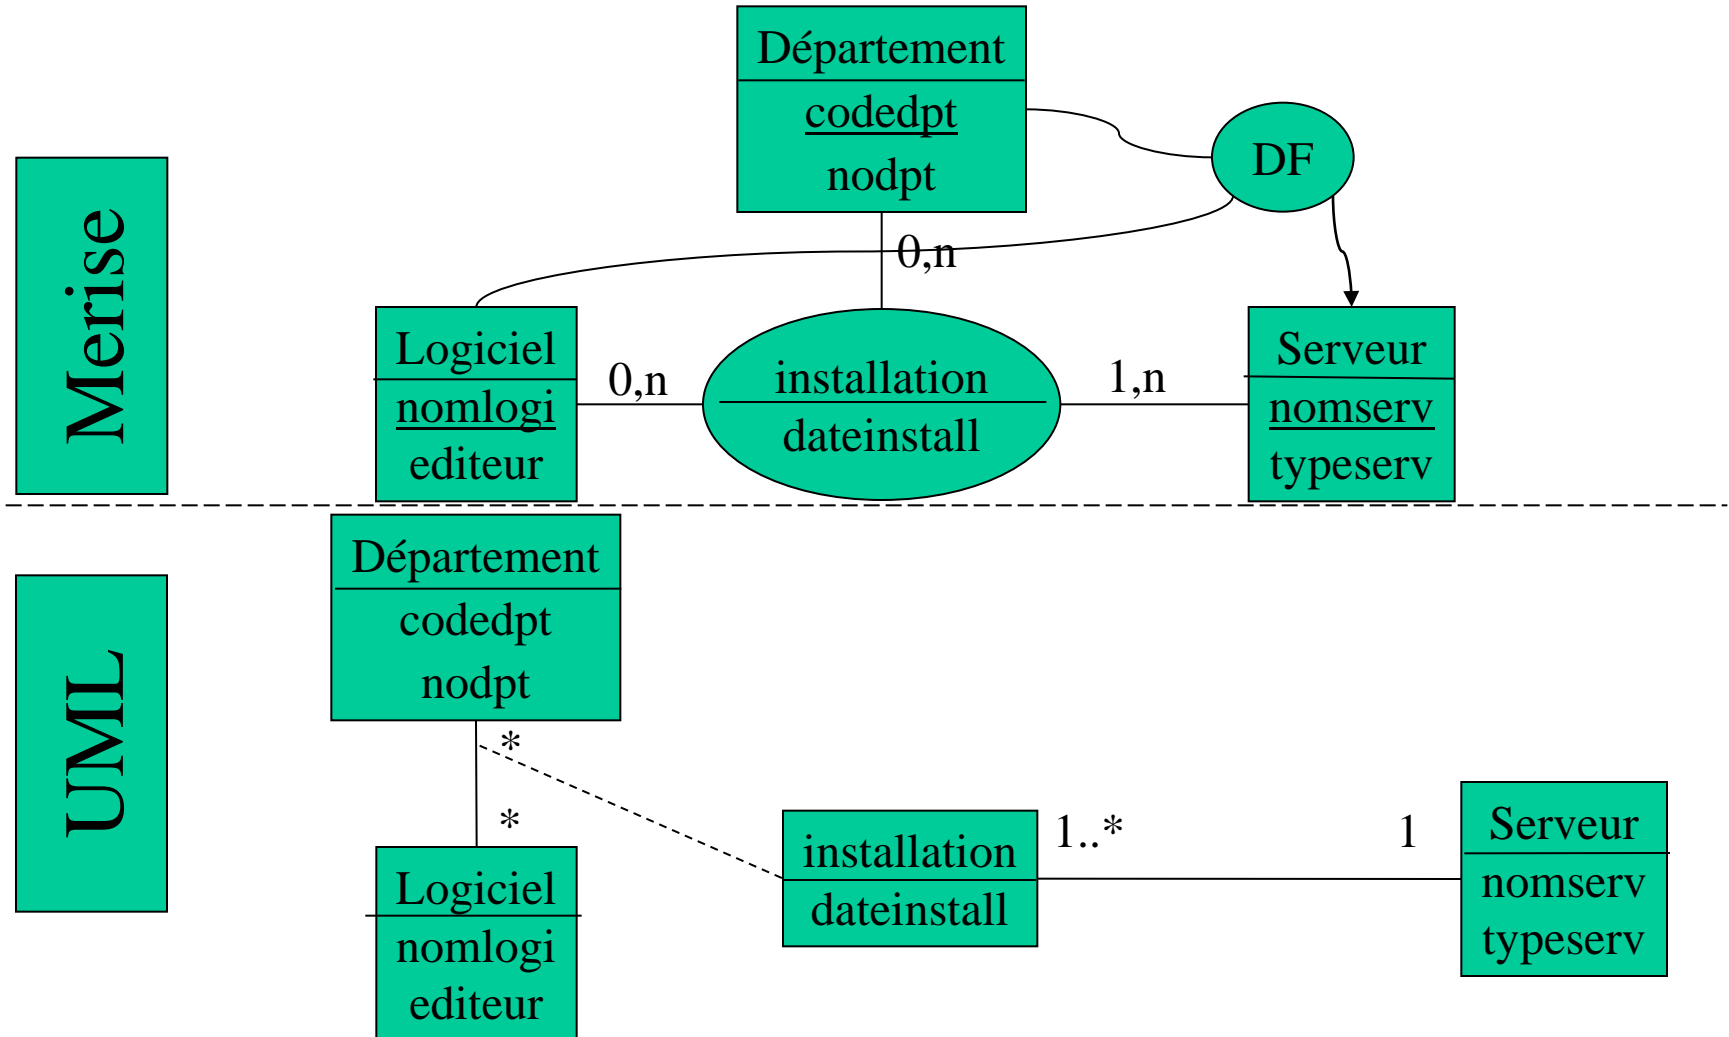 Merise
Département
codedpt
nodpt
DF
0,n
Logiciel
nomlogi
editeur
0,n
installation
dateinstall
1,n
Serveur
nomserv
typeserv
UML
Département
codedpt
nodpt
*
*
Logiciel
nomlogi
editeur
installation
dateinstall
1..*
1
Serveur
nomserv
typeserv